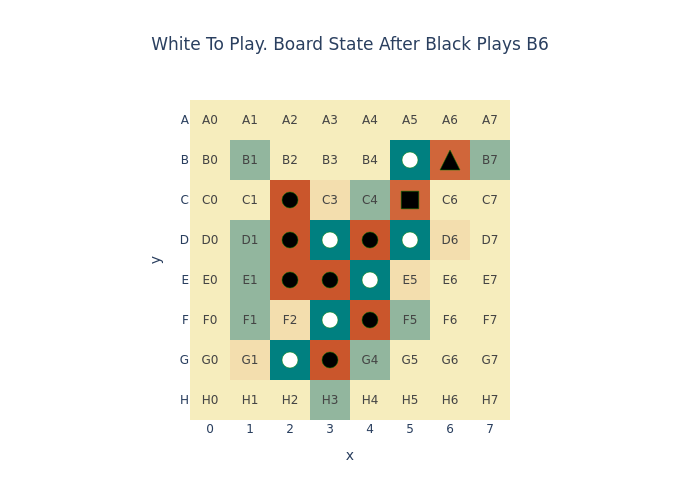 White To Play. Board State After Black Plays B6
A A0 A1 A2 A3 A4 A5 A6 A7
B B0 B1 B2 B3 B4 B7
C C0 C1 C3 C4 C6 C7
D D0 D1 D6 D7
E E0 E1 E5 E6 E7
F F0 F1 F2 F5 F6 F7
G G0 G1 G4 G5 G6 G7
H H0 H1 H2 H3 H4 H5 H6 H7
0 1 2 3 4 5 6 7
x
y